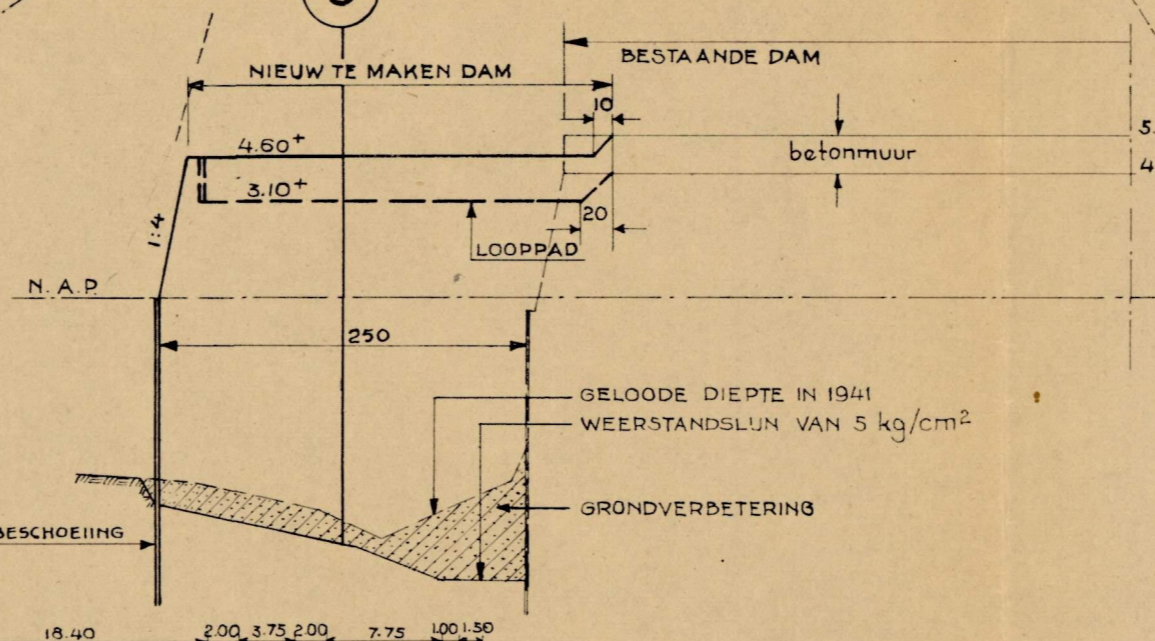 BESTAANDE DAM
NIEUW TE MAKEN DAM
10
4.60+
betonmuur
3.10+
20
1:4
LOOPPAD
N.A.P.
250
GELOODE DIEPTE IN 1941
WEERSTANDSLIJN VAN 5 kg/cm²
GRONDVERBETERING
BESCHOEIING
18.40 2.00 3.75 2.00 7.75 1.00 1.50